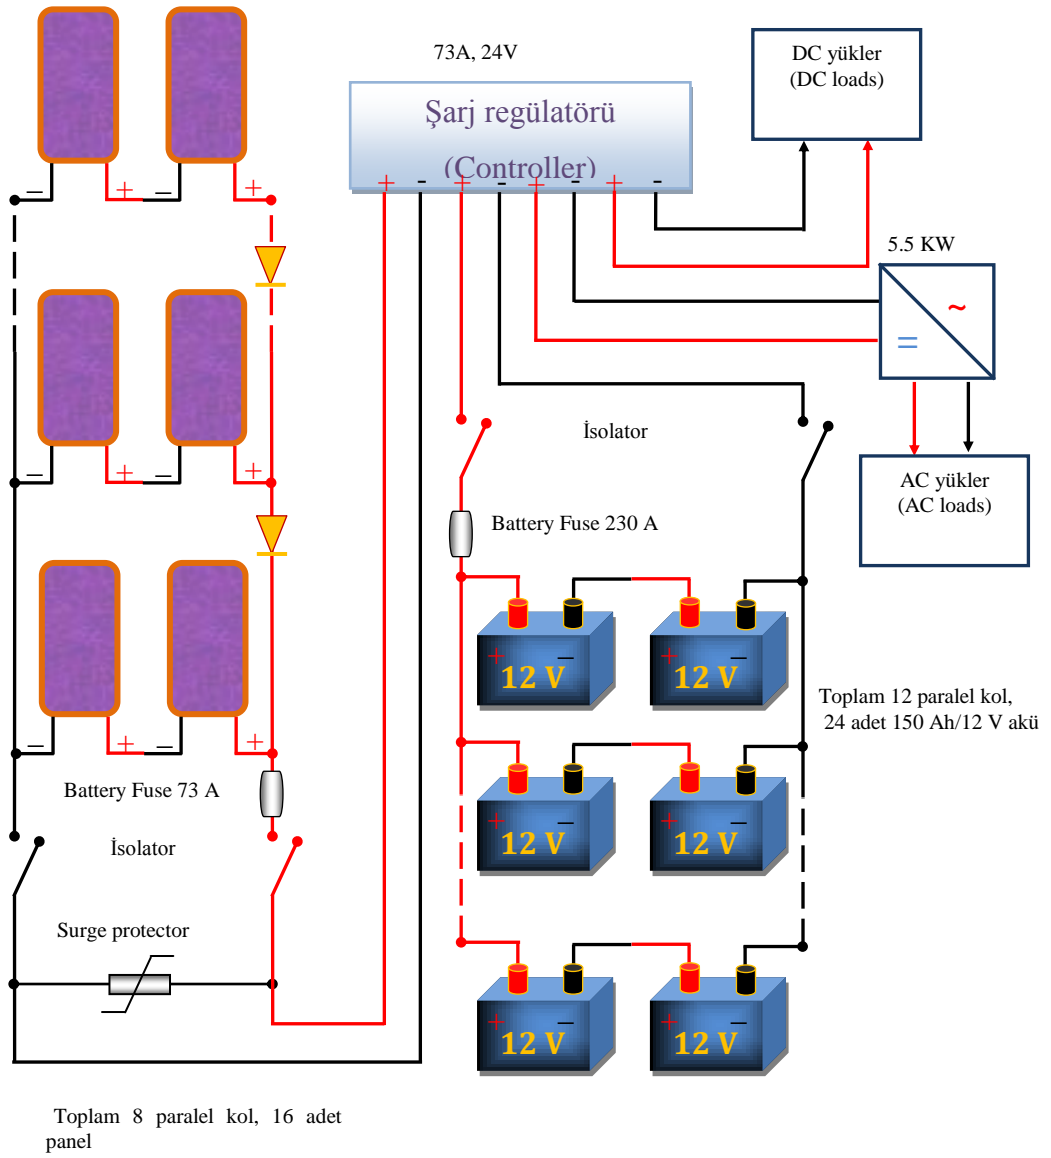 73A, 24V
Şarj regülatörü
(Controller)
+ - + - + - + -
DC yükler
(DC loads)
5.5 KW
~
=
AC yükler
(AC loads)
− + − +
− + − +
− + − +
İsolator
Battery Fuse 230 A
+ −
12 V
+ −
12 V
Toplam 12 paralel kol,
24 adet 150 Ah/12 V akü
+ −
12 V
+ −
12 V
+ −
12 V
+ −
12 V
Battery Fuse 73 A
İsolator
Surge protector
Toplam 8 paralel kol, 16 adet
panel